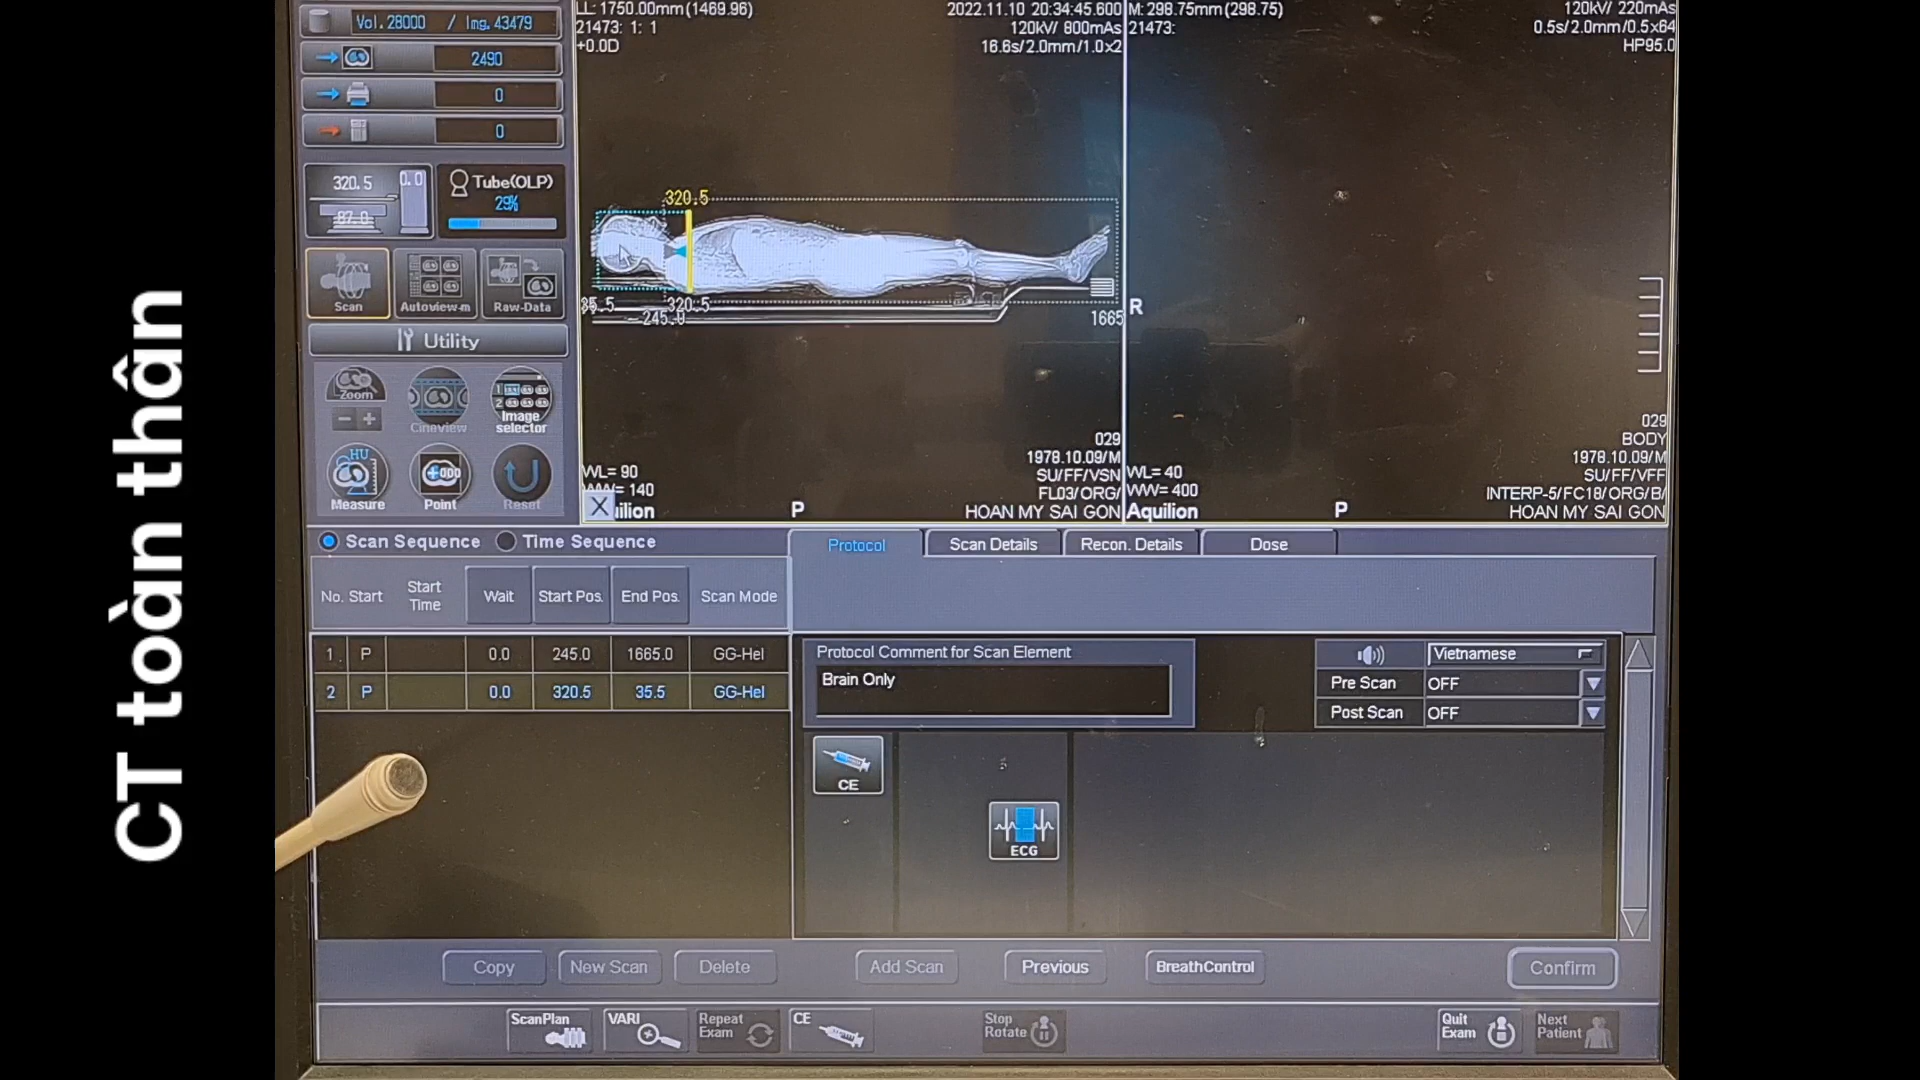 CT toàn thân
Vol.28000 / Img.43479
2490
0
0
320.5 0.0
87.0
Tube(OLP)
29%
Scan
Autoview-m
Raw-Data
Utility
Zoom
Cineview
1
2
Image
selector
HU
Measure
Point
Reset
LL: 1750.00mm(1469.96)
21473: 1: 1
+0.0D
2022.11.10 20:34:45.600
120kV/ 800mAs
16.6s/2.0mm/1.0x2
320.5
35.5
320.5
245.0
1665
029
1978.10.09/M
SU/FF/VSN
FL03/ORG/
HOAN MY SAI GON
WL= 90
WW= 140
P
M: 298.75mm(298.75)
21473:
120kV/ 220mAs
0.5s/2.0mm/0.5x64
HP95.0
R
029
BODY
1978.10.09/M
SU/FF/VFF
INTERP-5/FC18/ORG/B/
HOAN MY SAI GON
WL= 40
WW= 400
Aquilion
P
Scan Sequence
Time Sequence
Protocol
Scan Details
Recon. Details
Dose
No. Start Start Time Wait Start Pos. End Pos. Scan Mode
1 P 0.0 245.0 1665.0 GG-Hel
2 P 0.0 320.5 35.5 GG-Hel
Protocol Comment for Scan Element
Brain Only
Vietnamese
Pre Scan OFF
Post Scan OFF
CE
ECG
Copy
New Scan
Delete
Add Scan
Previous
BreathControl
Confirm
ScanPlan
VARI
Repeat
Exam
CE
Stop
Rotate
Quit
Exam
Next
Patient